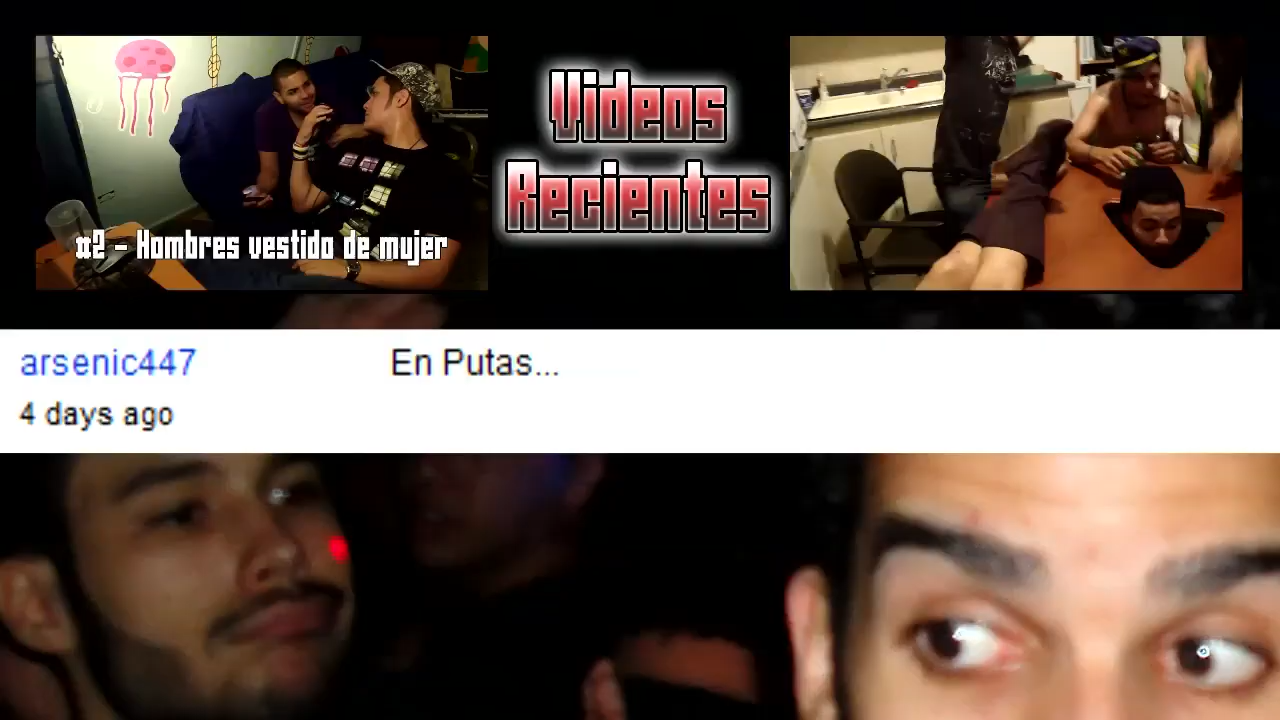 Videos
Recientes
#2 - Hombres vestido de mujer
arsenic447
En Putas...
4 days ago